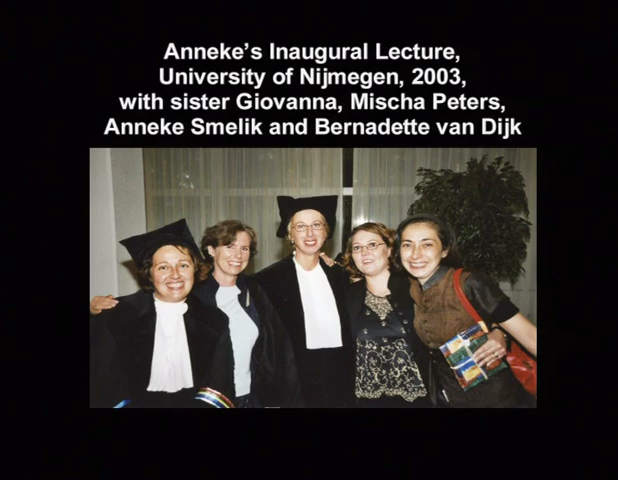 Anneke’s Inaugural Lecture,
University of Nijmegen, 2003,
with sister Giovanna, Mischa Peters,
Anneke Smelik and Bernadette van Dijk